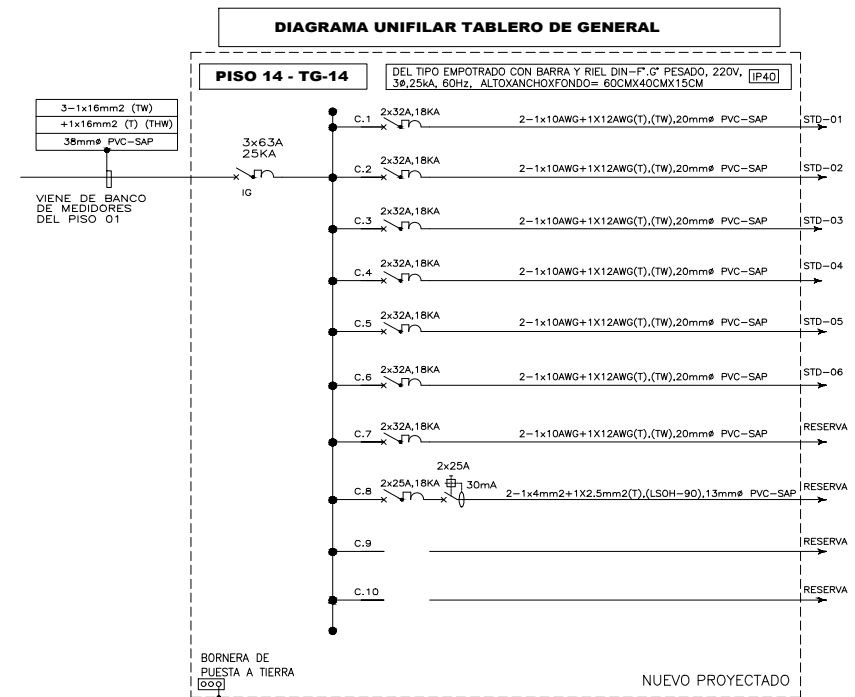 DIAGRAMA UNIFILAR TABLERO DE GENERAL
PISO 14 - TG-14
DEL TIPO EMPOTRADO CON BARRA Y RIEL DIN-F°.G° PESADO, 220V,
3ø,25kA, 60Hz, ALTOXANCHOXFONDO= 60CMX40CMX15CM
IP40
3-1x16mm2 (TW)
+1x16mm2 (T) (THW)
38mmø PVC-SAP
VIENE DE BANCO
DE MEDIDORES
DEL PISO 01
3x63A
25KA
IG
C.1 2x32A,18KA 2-1x10AWG+1X12AWG(T),(TW),20mmø PVC-SAP STD-01
C.2 2x32A,18KA 2-1x10AWG+1X12AWG(T),(TW),20mmø PVC-SAP STD-02
C.3 2x32A,18KA 2-1x10AWG+1X12AWG(T),(TW),20mmø PVC-SAP STD-03
C.4 2x32A,18KA 2-1x10AWG+1X12AWG(T),(TW),20mmø PVC-SAP STD-04
C.5 2x32A,18KA 2-1x10AWG+1X12AWG(T),(TW),20mmø PVC-SAP STD-05
C.6 2x32A,18KA 2-1x10AWG+1X12AWG(T),(TW),20mmø PVC-SAP STD-06
C.7 2x32A,18KA 2-1x10AWG+1X12AWG(T),(TW),20mmø PVC-SAP RESERVA
2x25A
C.8 2x25A,18KA 30mA 2-1x4mm2+1X2.5mm2(T),(LSOH-90),13mmø PVC-SAP RESERVA
C.9 RESERVA
C.10 RESERVA
BORNERA DE
PUESTA A TIERRA
NUEVO PROYECTADO